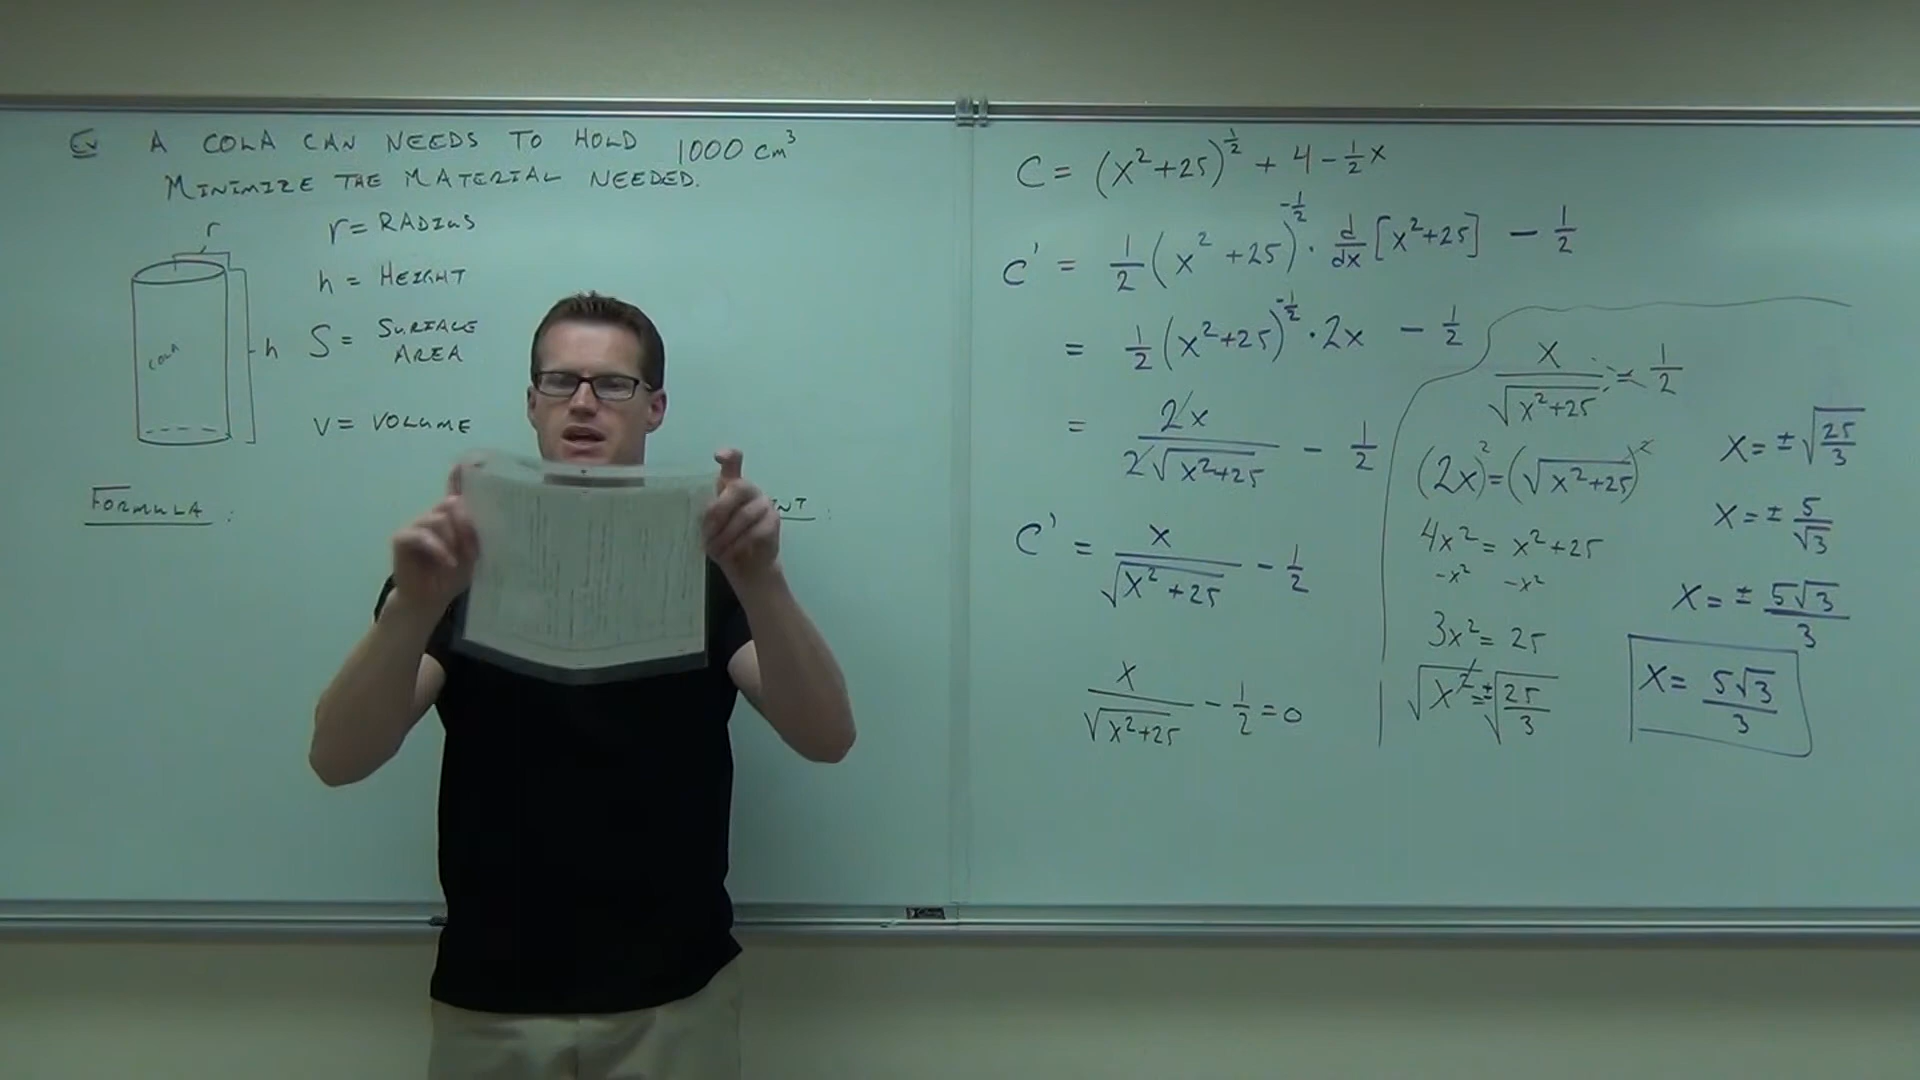 Ex A COLA CAN NEEDS TO HOLD 1000 cm³
MINIMIZE THE MATERIAL NEEDED.
r
r = RADIUS
h = HEIGHT
COLA
h
S = SURFACE
AREA
V = VOLUME
FORMULA :
NT :
C = (x²+25)^½ + 4 - ½x
C' = ½(x²+25)^-½ · d/dx[x²+25] - ½
= ½(x²+25)^-½ · 2x - ½
= 2x/2√(x²+25) - ½
C' = x/√(x²+25) - ½
x/√(x²+25) - ½ = 0
x/√(x²+25) = ½
(2x)² = (√(x²+25))²
4x² = x²+25
-x² -x²
3x² = 25
√x² = ±√(25/3)
x = ±√(25/3)
x = ± 5/√3
x = ± 5√3/3
x = 5√3/3